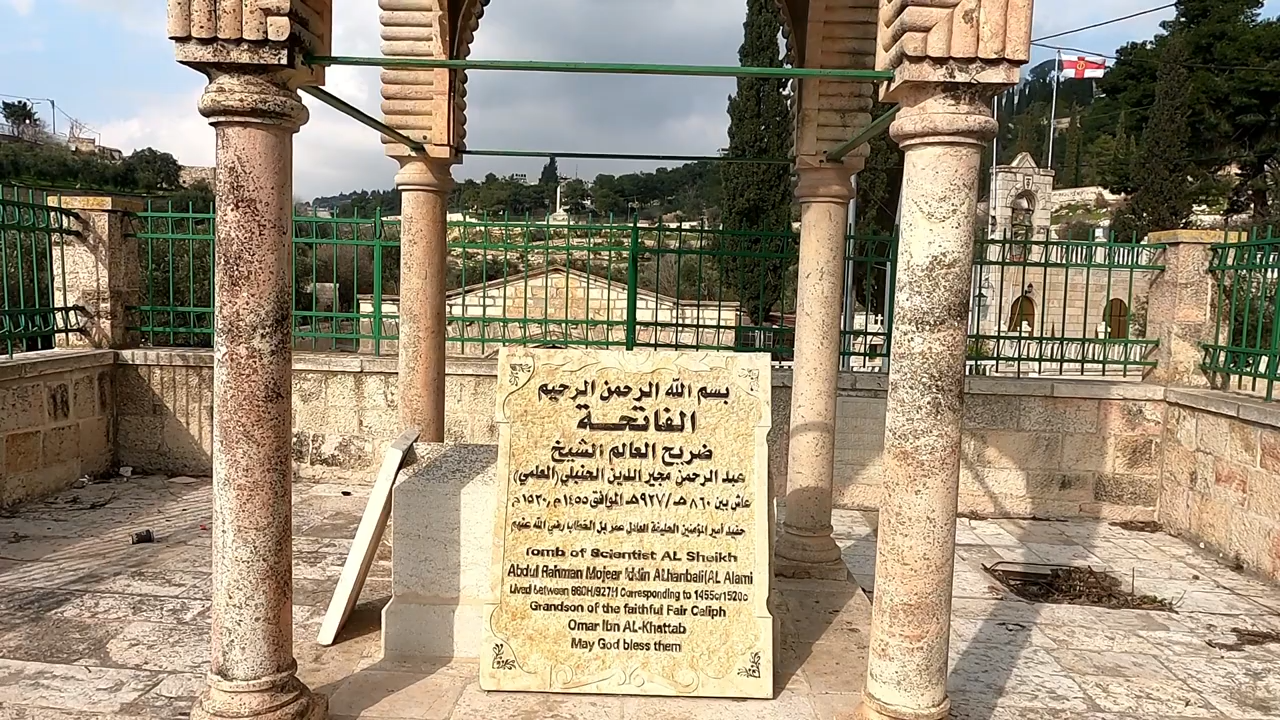 بسم الله الرحمن الرحيم
الفاتحة
ضريح العالم الشيخ
عبد الرحمن مجير الدين الحنبلي (العلمي)
عاش بين ٨٦٠هـ/٩٢٧هـ الموافق ١٤٥٥م، ١٥٢٠م
حفيد أمير المؤمنين الخليفة العادل عمر بن الخطاب رضي الله عنهم
Tomb of Scientist AL Sheikh
Abdul Rahman Mojeer Iddin ALhanbali(AL Alami
Lived between 860H/927H Corresponding to 1455c/1520c
Grandson of the faithful Fair Caliph
Omar Ibn AL-Khattab
May God bless them